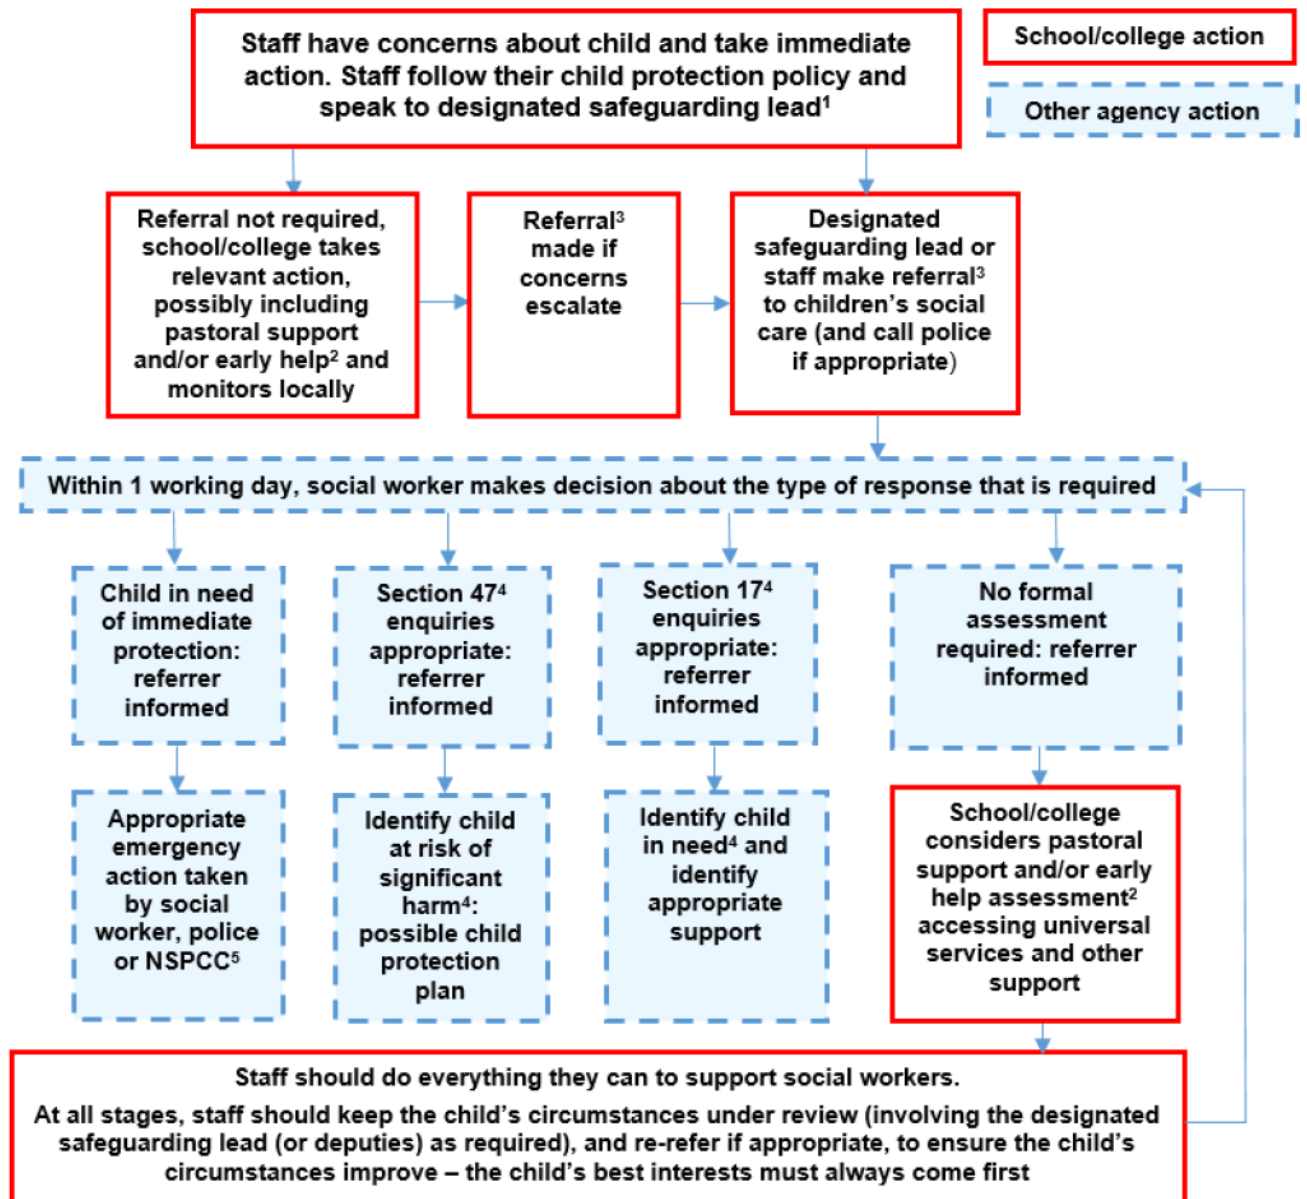 Staff have concerns about child and take immediate
action. Staff follow their child protection policy and
speak to designated safeguarding lead¹
School/college action
Other agency action
Referral not required,
school/college takes
relevant action,
possibly including
pastoral support
and/or early help² and
monitors locally
Referral³
made if
concerns
escalate
Designated
safeguarding lead or
staff make referral³
to children’s social
care (and call police
if appropriate)
Within 1 working day, social worker makes decision about the type of response that is required
Child in need
of immediate
protection:
referrer
informed
Section 47⁴
enquiries
appropriate:
referrer
informed
Section 17⁴
enquiries
appropriate:
referrer
informed
No formal
assessment
required: referrer
informed
Appropriate
emergency
action taken
by social
worker, police
or NSPCC⁵
Identify child
at risk of
significant
harm⁴:
possible child
protection
plan
Identify child
in need⁴ and
identify
appropriate
support
School/college
considers pastoral
support and/or early
help assessment²
accessing universal
services and other
support
Staff should do everything they can to support social workers.
At all stages, staff should keep the child’s circumstances under review (involving the designated
safeguarding lead (or deputies) as required), and re-refer if appropriate, to ensure the child’s
circumstances improve – the child’s best interests must always come first